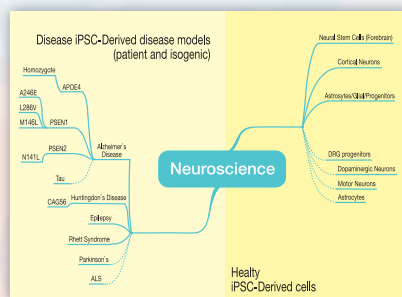 Disease iPSC-Derived disease models
(patient and isogenic)
Homozygote
APOE4
A246E
L286V
M146L
PSEN1
PSEN2
N141L
Alzheimer's
Disease
Tau
CAG56
Huntingdon's Disease
Epilepsy
Rhett Syndrome
Parkinson's
ALS
Neuroscience
Neural Stem Cells (Forebrain)
Cortical Neurons
Astrocytes/Glial/Progenitors
DRG progenitors
Dopaminergic Neurons
Motor Neurons
Astrocytes
Healty
iPSC-Derived cells